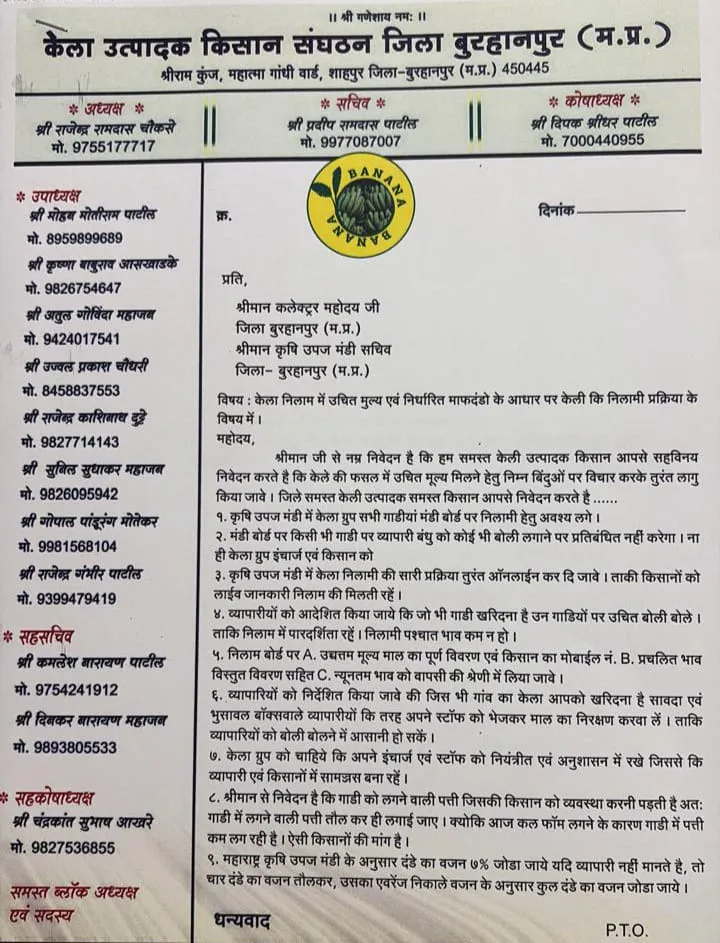 ॥ श्री गणेशाय नमः ॥
केला उत्पादक किसान संघठन जिला बुरहानपुर (म.प्र.)
श्रीराम कुंज, महात्मा गांधी वार्ड, शाहपुर जिला-बुरहानपुर (म.प्र.) 450445
* अध्यक्ष *
श्री राजेन्द्र रामदास चौकसे
मो. 9755177717
* सचिव *
श्री प्रदीप रामदास पाटील
मो. 9977087007
* कोषाध्यक्ष *
श्री दिपक श्रीधर पाटील
मो. 7000440955
* उपाध्यक्ष
श्री मोहन मोतीराम पाटील
मो. 8959899689
श्री कृष्णा बाबुराव आसखाडके
मो. 9826754647
श्री अतुल गोविंदा महाजन
मो. 9424017541
श्री उज्वल प्रकाश चौधरी
मो. 8458837553
श्री राजेन्द्र काशिनाथ दुट्टे
मो. 9827714143
श्री सुनिल सुधाकर महाजन
मो. 9826095942
श्री गोपाल पांडूरंग मोतेकर
मो. 9981568104
श्री राजेन्द्र गंभीर पाटील
मो. 9399479419
* सहसचिव
श्री कमलेश नारायण पाटील
मो. 9754241912
श्री दिनकर नारायण महाजन
मो. 9893805533
* सहकोषाध्यक्ष
श्री चंद्रकांत सुभाष आखरे
मो. 9827536855
समस्त ब्लॉक अध्यक्ष
एवं सदस्य
BANANA
BANANA
क्र.
दिनांक
प्रति,
श्रीमान कलेक्टर महोदय जी
जिला बुरहानपुर (म.प्र.)
श्रीमान कृषि उपज मंडी सचिव
जिला- बुरहानपुर (म.प्र.)
विषय : केला निलाम में उचित मुल्य एवं निर्धारित माफदंडो के आधार पर केली कि निलामी प्रक्रिया के
विषय में ।
महोदय,
श्रीमान जी से नम्र निवेदन है कि हम समस्त केली उत्पादक किसान आपसे सहविनय
निवेदन करते है कि केले की फसल में उचित मूल्य मिलने हेतु निम्न बिंदुओं पर विचार करके तुरंत लागु
किया जावे । जिले समस्त केली उत्पादक समस्त किसान आपसे निवेदन करते है ......
१. कृषि उपज मंडी में केला ग्रुप सभी गाडीयां मंडी बोर्ड पर निलामी हेतु अवश्य लगे ।
२. मंडी बोर्ड पर किसी भी गाडी पर व्यापारी बंधु को कोई भी बोली लगाने पर प्रतिबंधित नहीं करेगा । ना
ही केला ग्रुप इंचार्ज एवं किसान को
३. कृषि उपज मंडी में केला निलामी की सारी प्रक्रिया तुरंत ऑनलाईन कर दि जावे । ताकी किसानों को
लाईव जानकारी निलाम की मिलती रहें ।
४. व्यापारीयों को आदेशित किया जाये कि जो भी गाडी खरिदना है उन गाडियों पर उचित बोली बोले ।
ताकि निलाम में पारदर्शिता रहें । निलामी पश्चात भाव कम न हो ।
५. निलाम बोर्ड पर A. उच्चतम मूल्य माल का पूर्ण विवरण एवं किसान का मोबाईल नं. B. प्रचलित भाव
विस्तुत विवरण सहित C. न्यूनतम भाव को वापसी की श्रेणी में लिया जावे ।
६. व्यापारियों को निर्देशित किया जावे की जिस भी गांव का केला आपको खरिदना है सावदा एवं
भुसावल बॉक्सवाले व्यापारीयों कि तरह अपने स्टॉफ को भेजकर माल का निरक्षण करवा लें । ताकि
व्यापारियों को बोली बोलने में आसानी हो सकें ।
७. केला ग्रुप को चाहिये कि अपने इंचार्ज एवं स्टॉफ को नियंत्रीत एवं अनुशासन में रखे जिससे कि
व्यापारी एवं किसानों में सामन्जस बना रहें ।
८. श्रीमान से निवेदन है कि गाडी को लगने वाली पत्ती जिसकी किसान को व्यवस्था करनी पड़ती है अतः
गाडी में लगने वाली पत्ती तौल कर ही लगाई जाए । क्योकि आज कल फॉम लगने के कारण गाडी में पत्ती
कम लग रही है । ऐसी किसानों की मांग है ।
९. महाराष्ट्र कृषि उपज मंडी के अनुसार दंडे का वजन ७% जोडा जाये यदि व्यापारी नहीं मानते है, तो
चार दंडे का वजन तौलकर, उसका एवरेंज निकाले वजन के अनुसार कुल दंडे का वजन जोडा जाये ।
धन्यवाद
P.T.O.